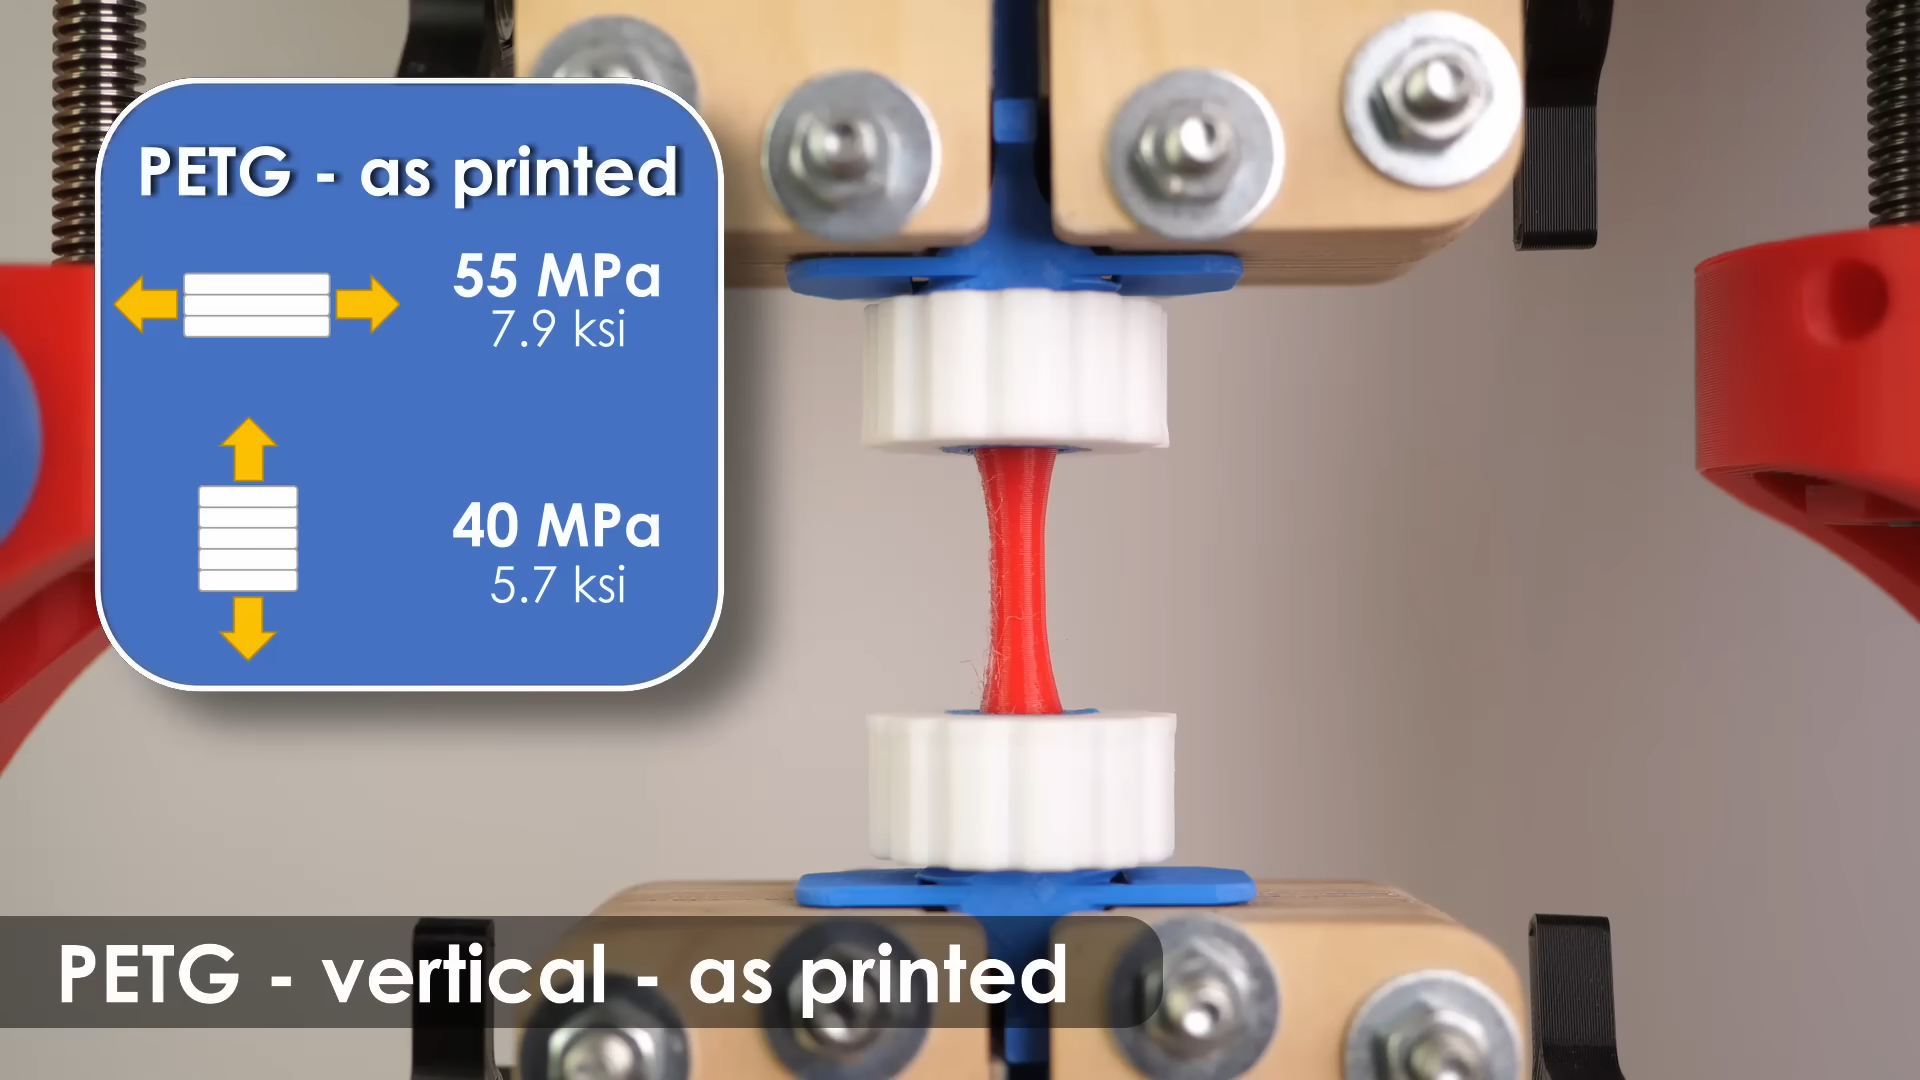 PETG - as printed
55 MPa
7.9 ksi
40 MPa
5.7 ksi
PETG - vertical - as printed